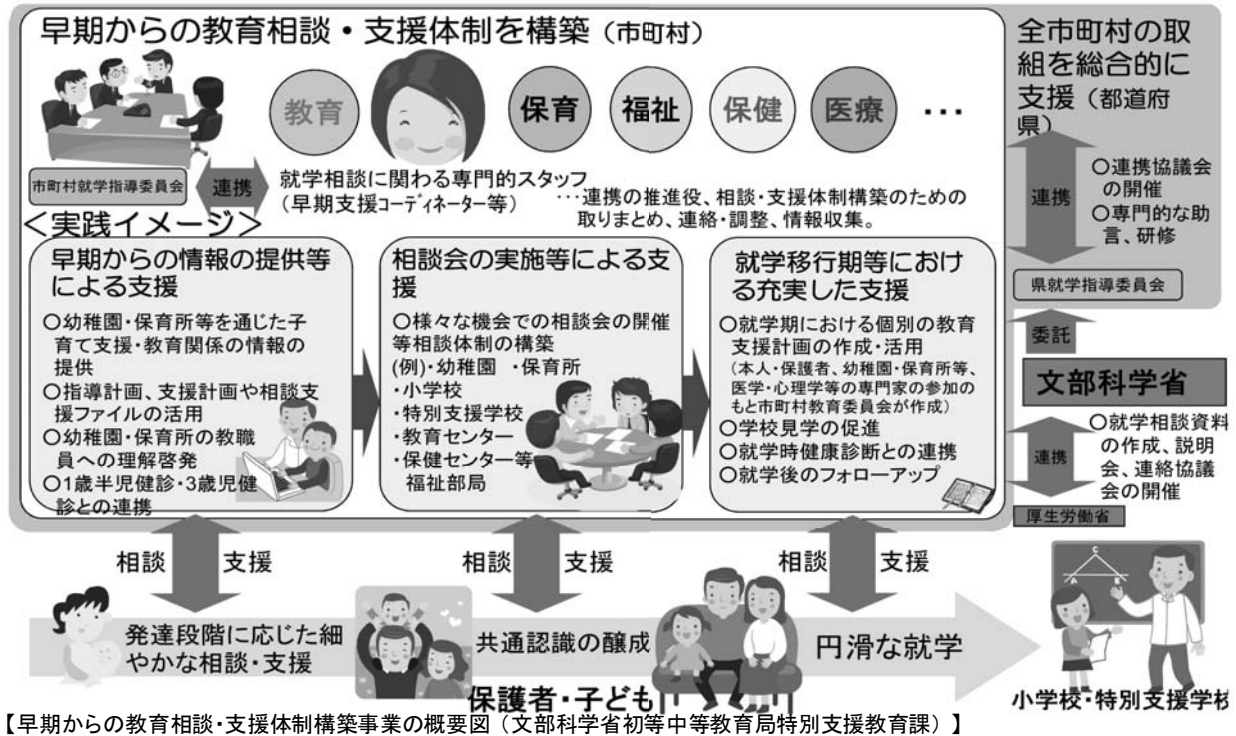 早期からの教育相談・支援体制を構築（市町村）
教育
保育
福祉
保健
医療
・・・
市町村就学指導委員会
連携
就学相談に関わる専門的スタッフ
（早期支援コーディネーター等）
・・・連携の推進役、相談・支援体制構築のための
取りまとめ、連絡・調整、情報収集。
＜実践イメージ＞
早期からの情報の提供等
による支援
○幼稚園・保育所等を通じた子
育て支援・教育関係の情報の
提供
○指導計画、支援計画や相談支
援ファイルの活用
○幼稚園・保育所の教職
員への理解啓発
○1歳半児健診・3歳児健
診との連携
相談会の実施等による支
援
○様々な機会での相談会の開催
等相談体制の構築
(例)・幼稚園　・保育所
・小学校
・特別支援学校
・教育センター
・保健センター等
福祉部局
就学移行期等におけ
る充実した支援
○就学期における個別の教育
支援計画の作成・活用
（本人・保護者、幼稚園・保育所等、
医学・心理学等の専門家の参加の
もと市町村教育委員会が作成）
○学校見学の促進
○就学時健康診断との連携
○就学後のフォローアップ
全市町村の取
組を総合的に
支援（都道府
県）
連携
○連携協議会
の開催
○専門的な助
言、研修
県就学指導委員会
委託
文部科学省
連携
○就学相談資料
の作成、説明
会、連絡協議
会の開催
厚生労働省
相談　支援
相談　支援
相談　支援
発達段階に応じた細
やかな相談・支援
共通認識の醸成
円滑な就学
C
A
B
保護者・子ども
小学校・特別支援学校
【早期からの教育相談・支援体制構築事業の概要図（文部科学省初等中等教育局特別支援教育課）】